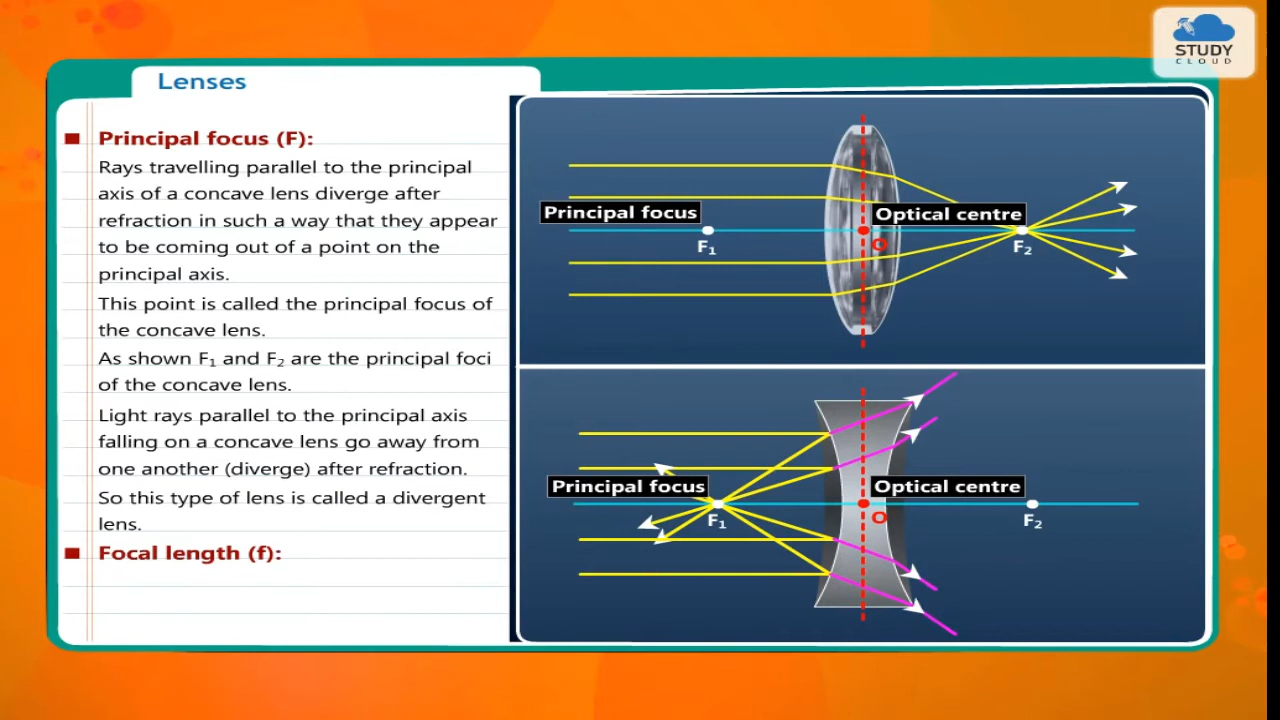 STUDY
CLOUD
Lenses
Principal focus (F):
Rays travelling parallel to the principal
axis of a concave lens diverge after
refraction in such a way that they appear
to be coming out of a point on the
principal axis.
This point is called the principal focus of
the concave lens.
As shown F₁ and F₂ are the principal foci
of the concave lens.
Light rays parallel to the principal axis
falling on a concave lens go away from
one another (diverge) after refraction.
So this type of lens is called a divergent
lens.
Focal length (f):
Principal focus
Optical centre
F₁
O
F₂
Principal focus
Optical centre
F₁
O
F₂